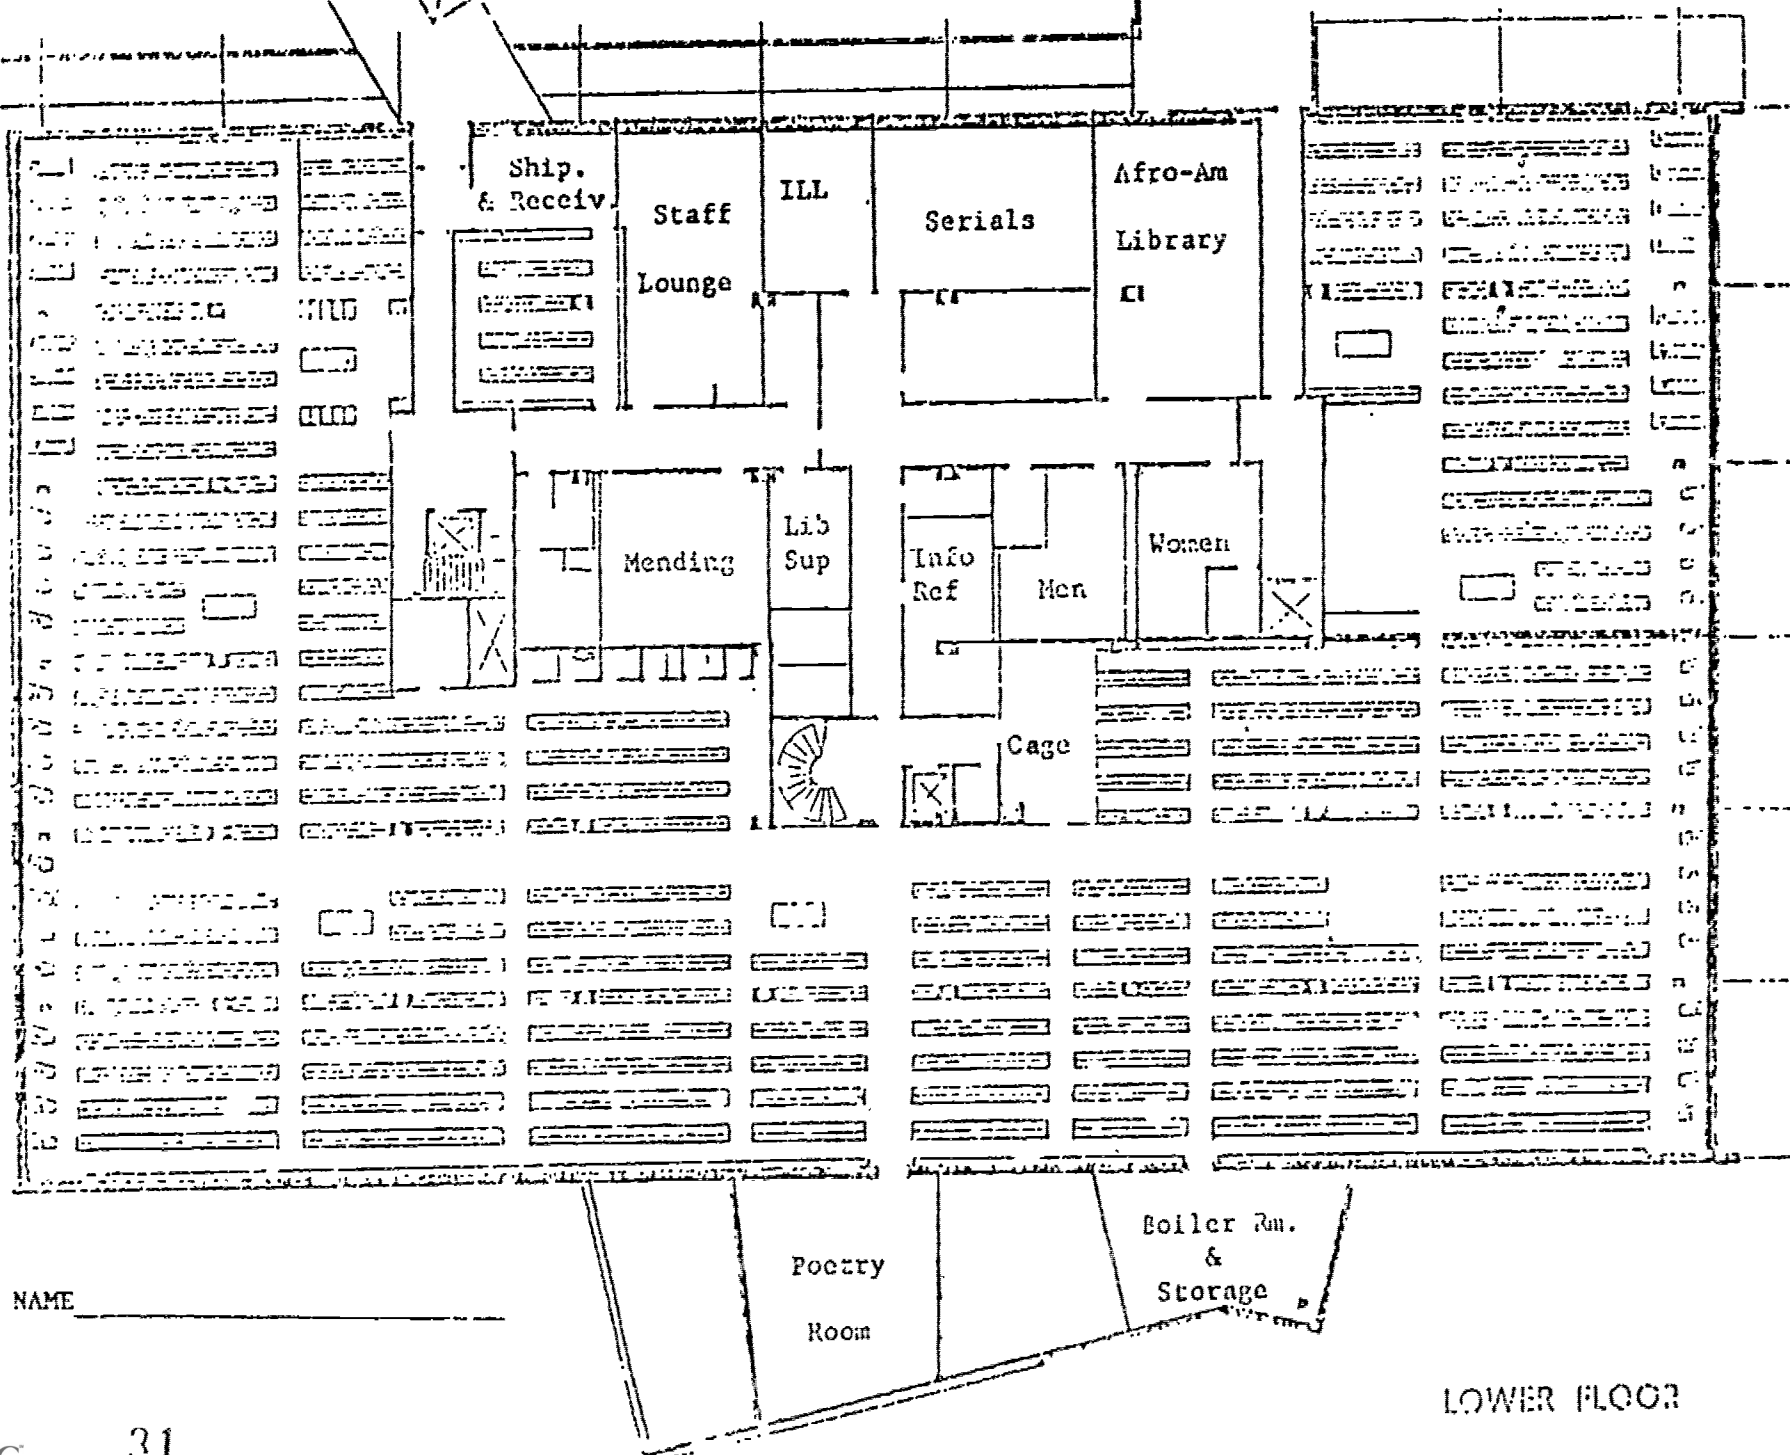 Ship.
& Receiv.
Staff
Lounge
ILL
Serials
Afro-Am
Library
Mending
Lib
Sup
Info
Ref
Men
Women
Cage
Poetry
Room
Boiler Rm.
&
Storage
NAME
LOWER FLOOR
31